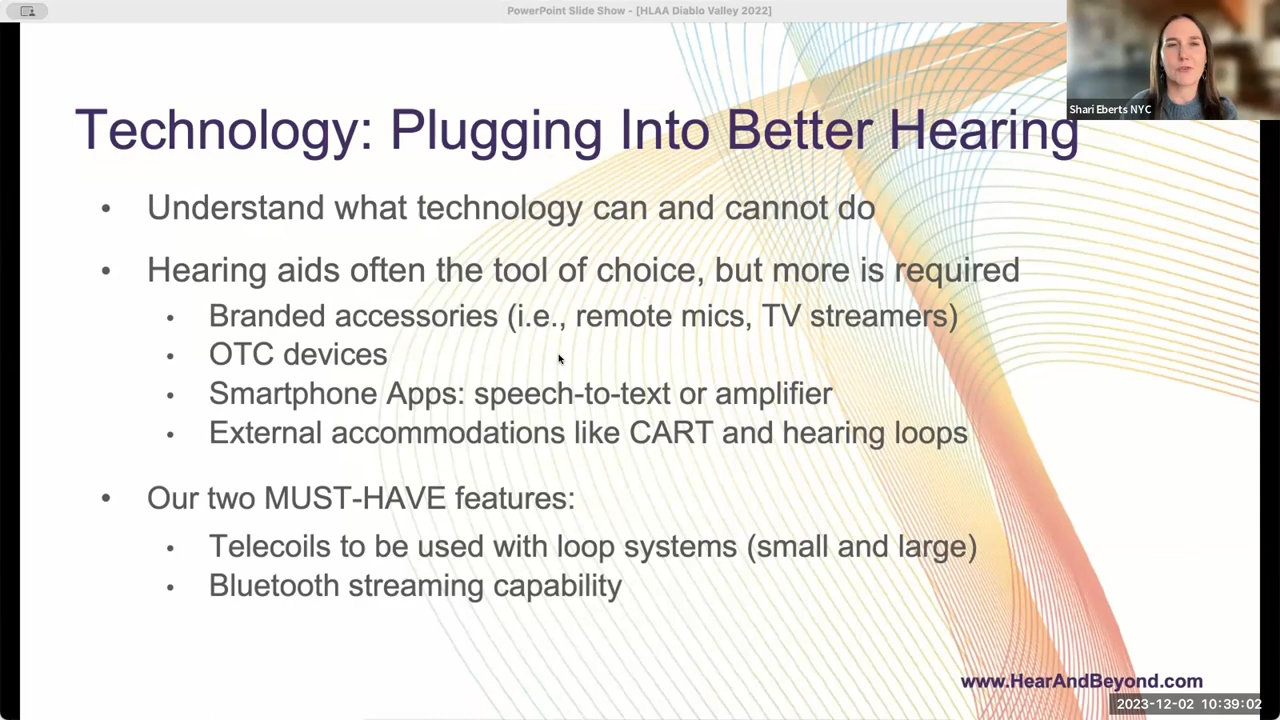 PowerPoint Slide Show - [HLAA Diablo Valley 2022]
Shari Eberts NYC
Technology: Plugging Into Better Hearing
• Understand what technology can and cannot do
• Hearing aids often the tool of choice, but more is required
• Branded accessories (i.e., remote mics, TV streamers)
• OTC devices
• Smartphone Apps: speech-to-text or amplifier
• External accommodations like CART and hearing loops
• Our two MUST-HAVE features:
• Telecoils to be used with loop systems (small and large)
• Bluetooth streaming capability
www.HearAndBeyond.com
2023-12-02 10:39:02